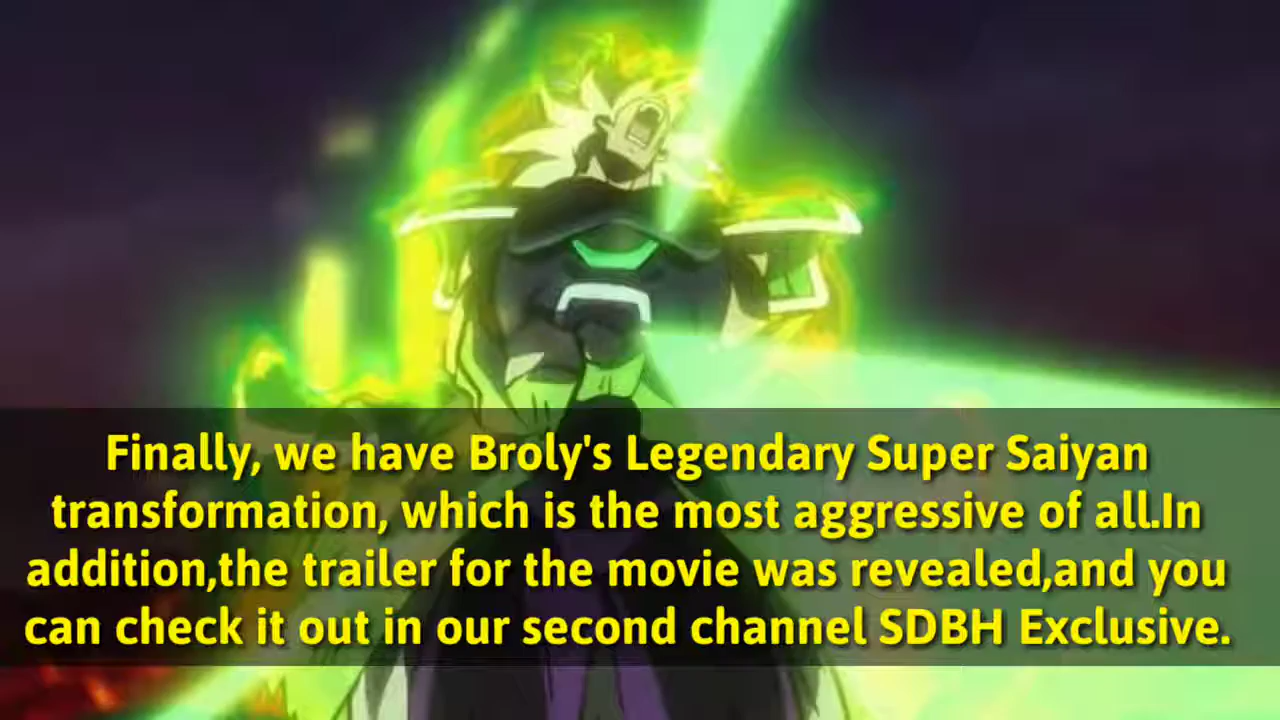 Finally, we have Broly's Legendary Super Saiyan
transformation, which is the most aggressive of all.In
addition,the trailer for the movie was revealed,and you
can check it out in our second channel SDBH Exclusive.